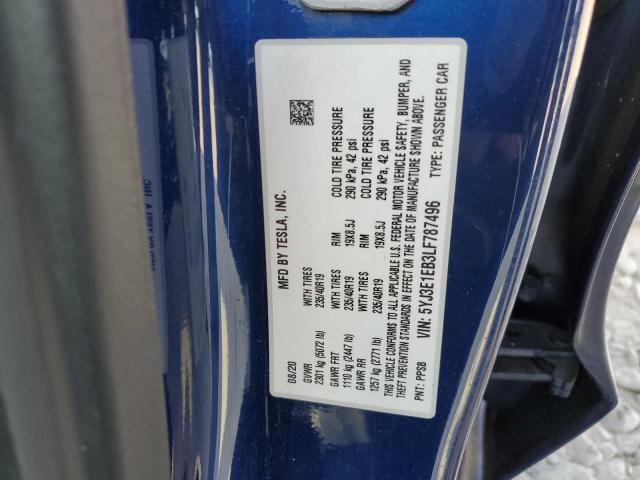 MFD BY TESLA, INC.
08/20
GVWR
2301 kg (5072 lb)
GAWR FRT WITH TIRES RIM COLD TIRE PRESSURE
1110 kg (2447 lb) 235/40R19 19X8.5J 290 kPa, 42 psi
GAWR RR WITH TIRES RIM COLD TIRE PRESSURE
1257 kg (2771 lb) 235/40R19 19X8.5J 290 kPa, 42 psi
THIS VEHICLE CONFORMS TO ALL APPLICABLE U.S. FEDERAL MOTOR VEHICLE SAFETY, BUMPER, AND
THEFT PREVENTION STANDARDS IN EFFECT ON THE DATE OF MANUFACTURE SHOWN ABOVE.
PNT: PPSB VIN: 5YJ3E1EB3LF787496 TYPE: PASSENGER CAR